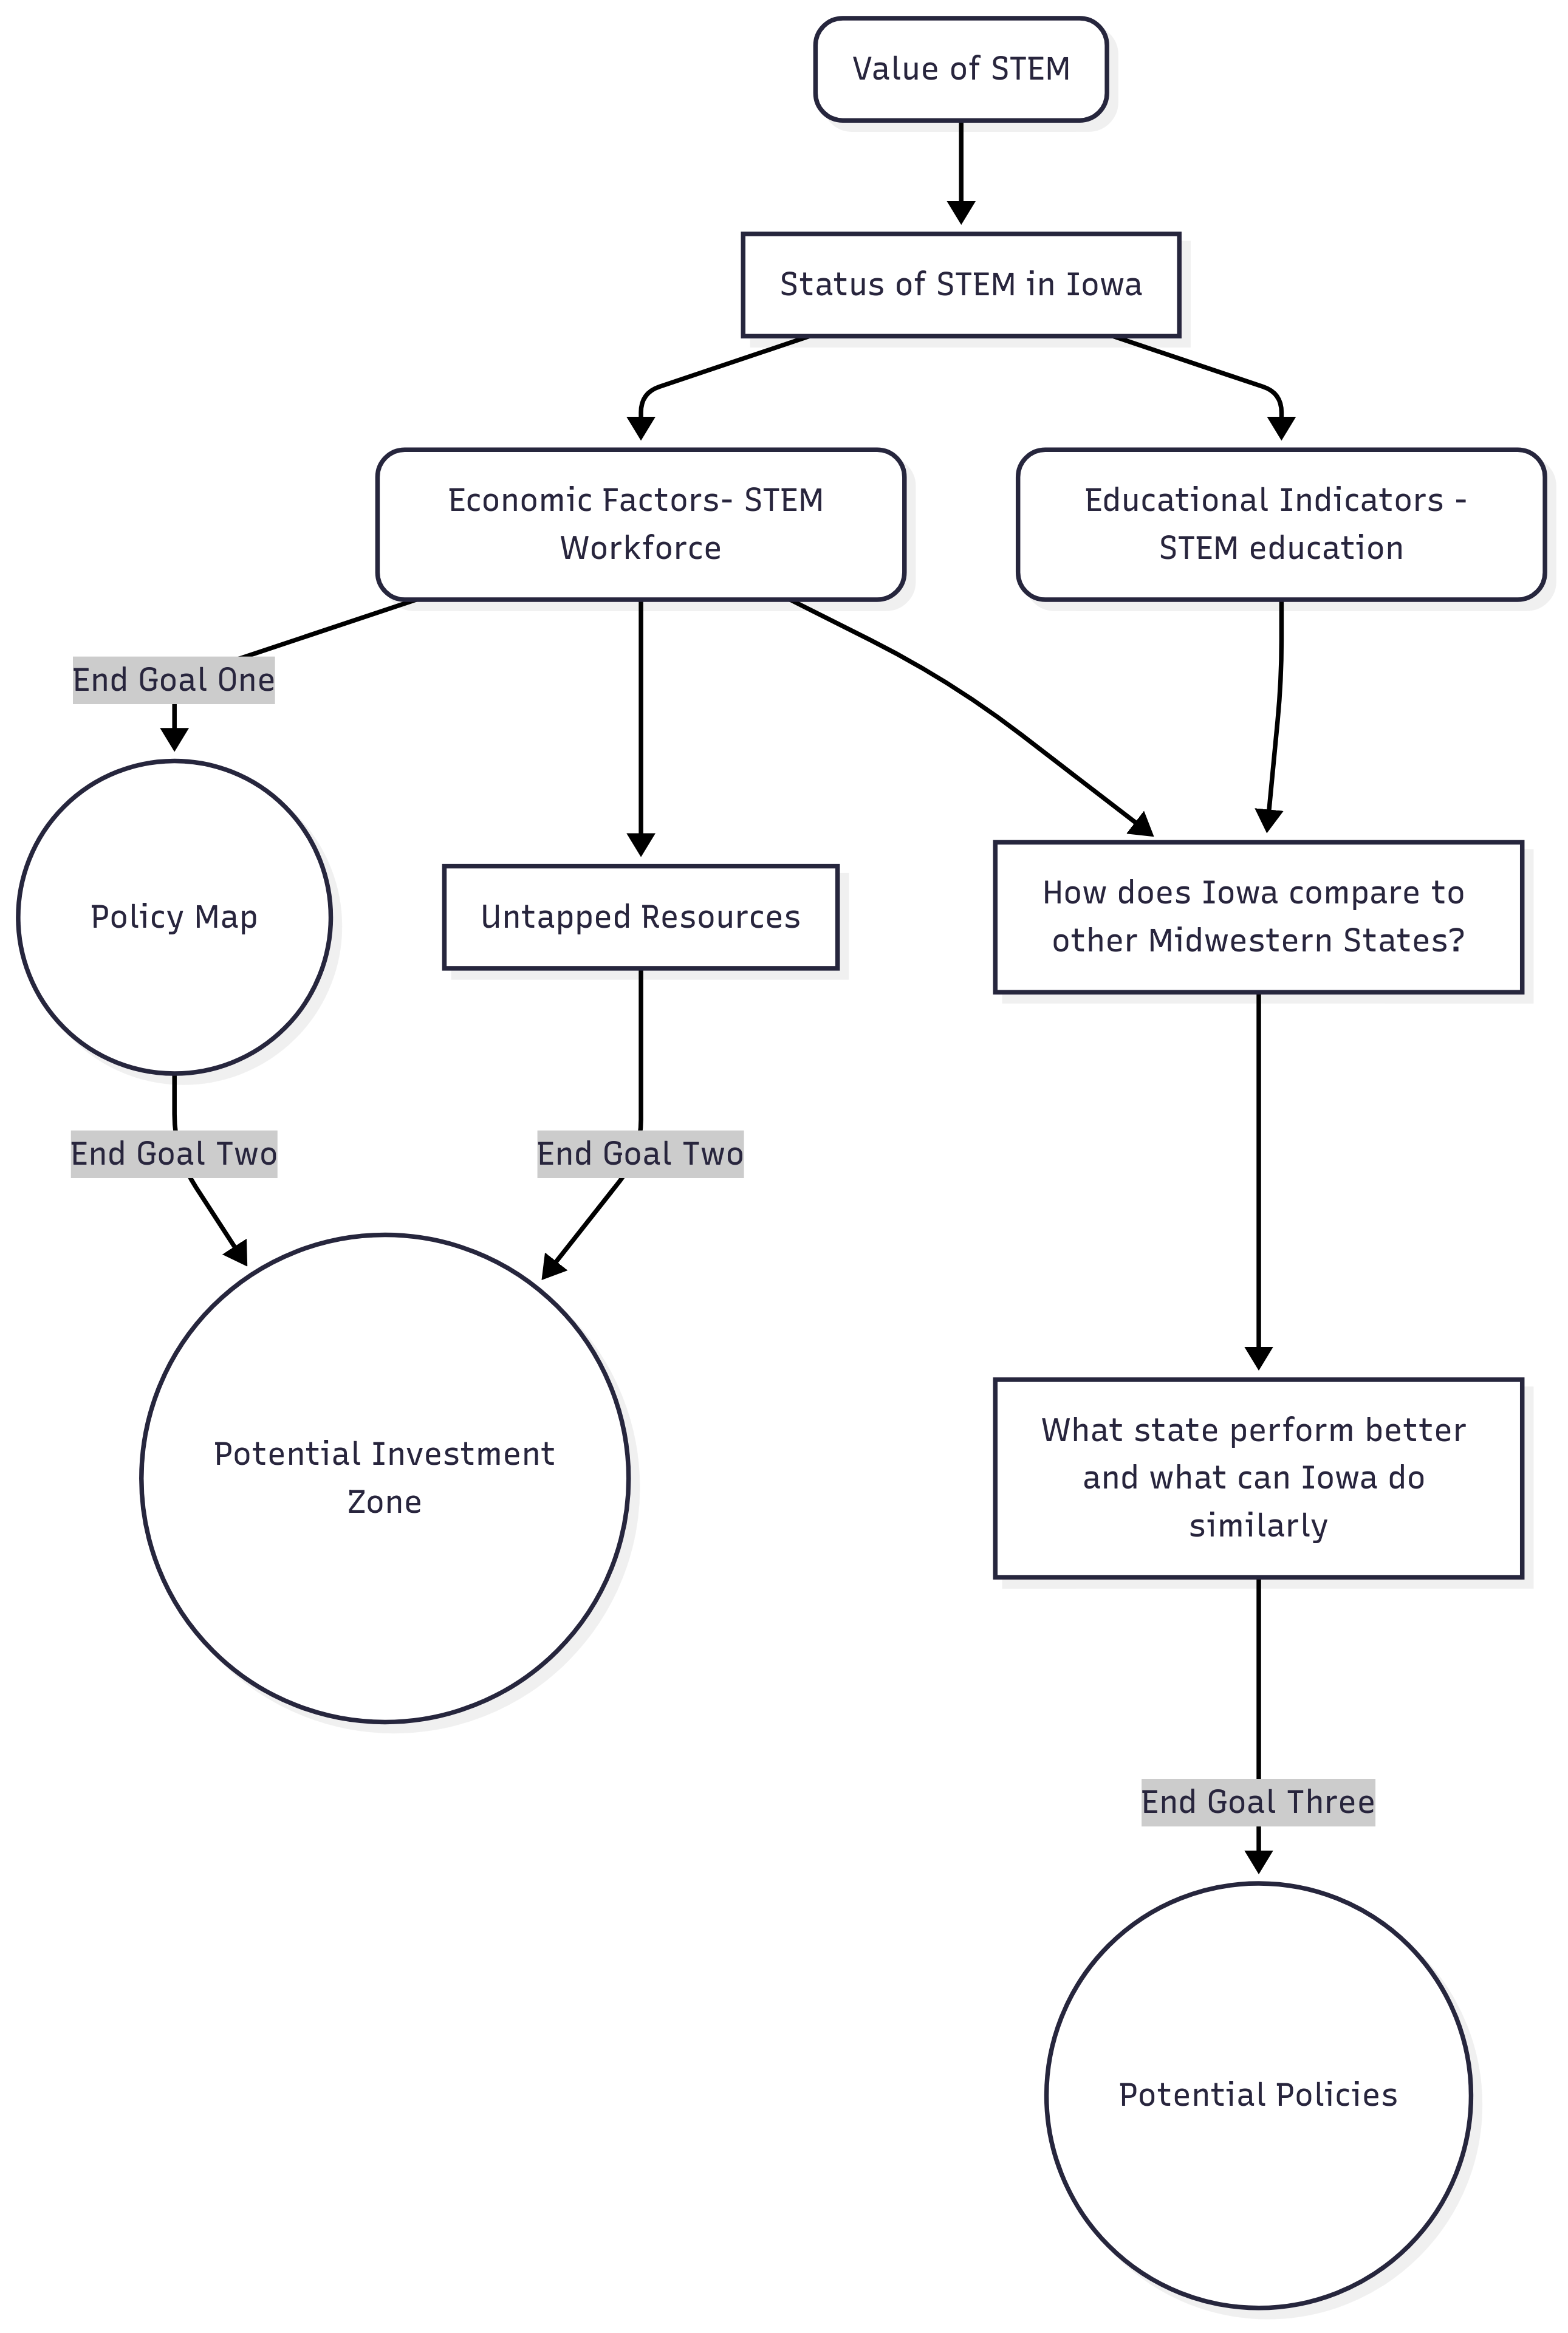 Value of STEM
Status of STEM in Iowa
Economic Factors- STEM
Workforce
Educational Indicators -
STEM education
End Goal One
Policy Map
Untapped Resources
How does Iowa compare to
other Midwestern States?
End Goal Two
End Goal Two
Potential Investment
Zone
What state perform better
and what can Iowa do
similarly
End Goal Three
Potential Policies